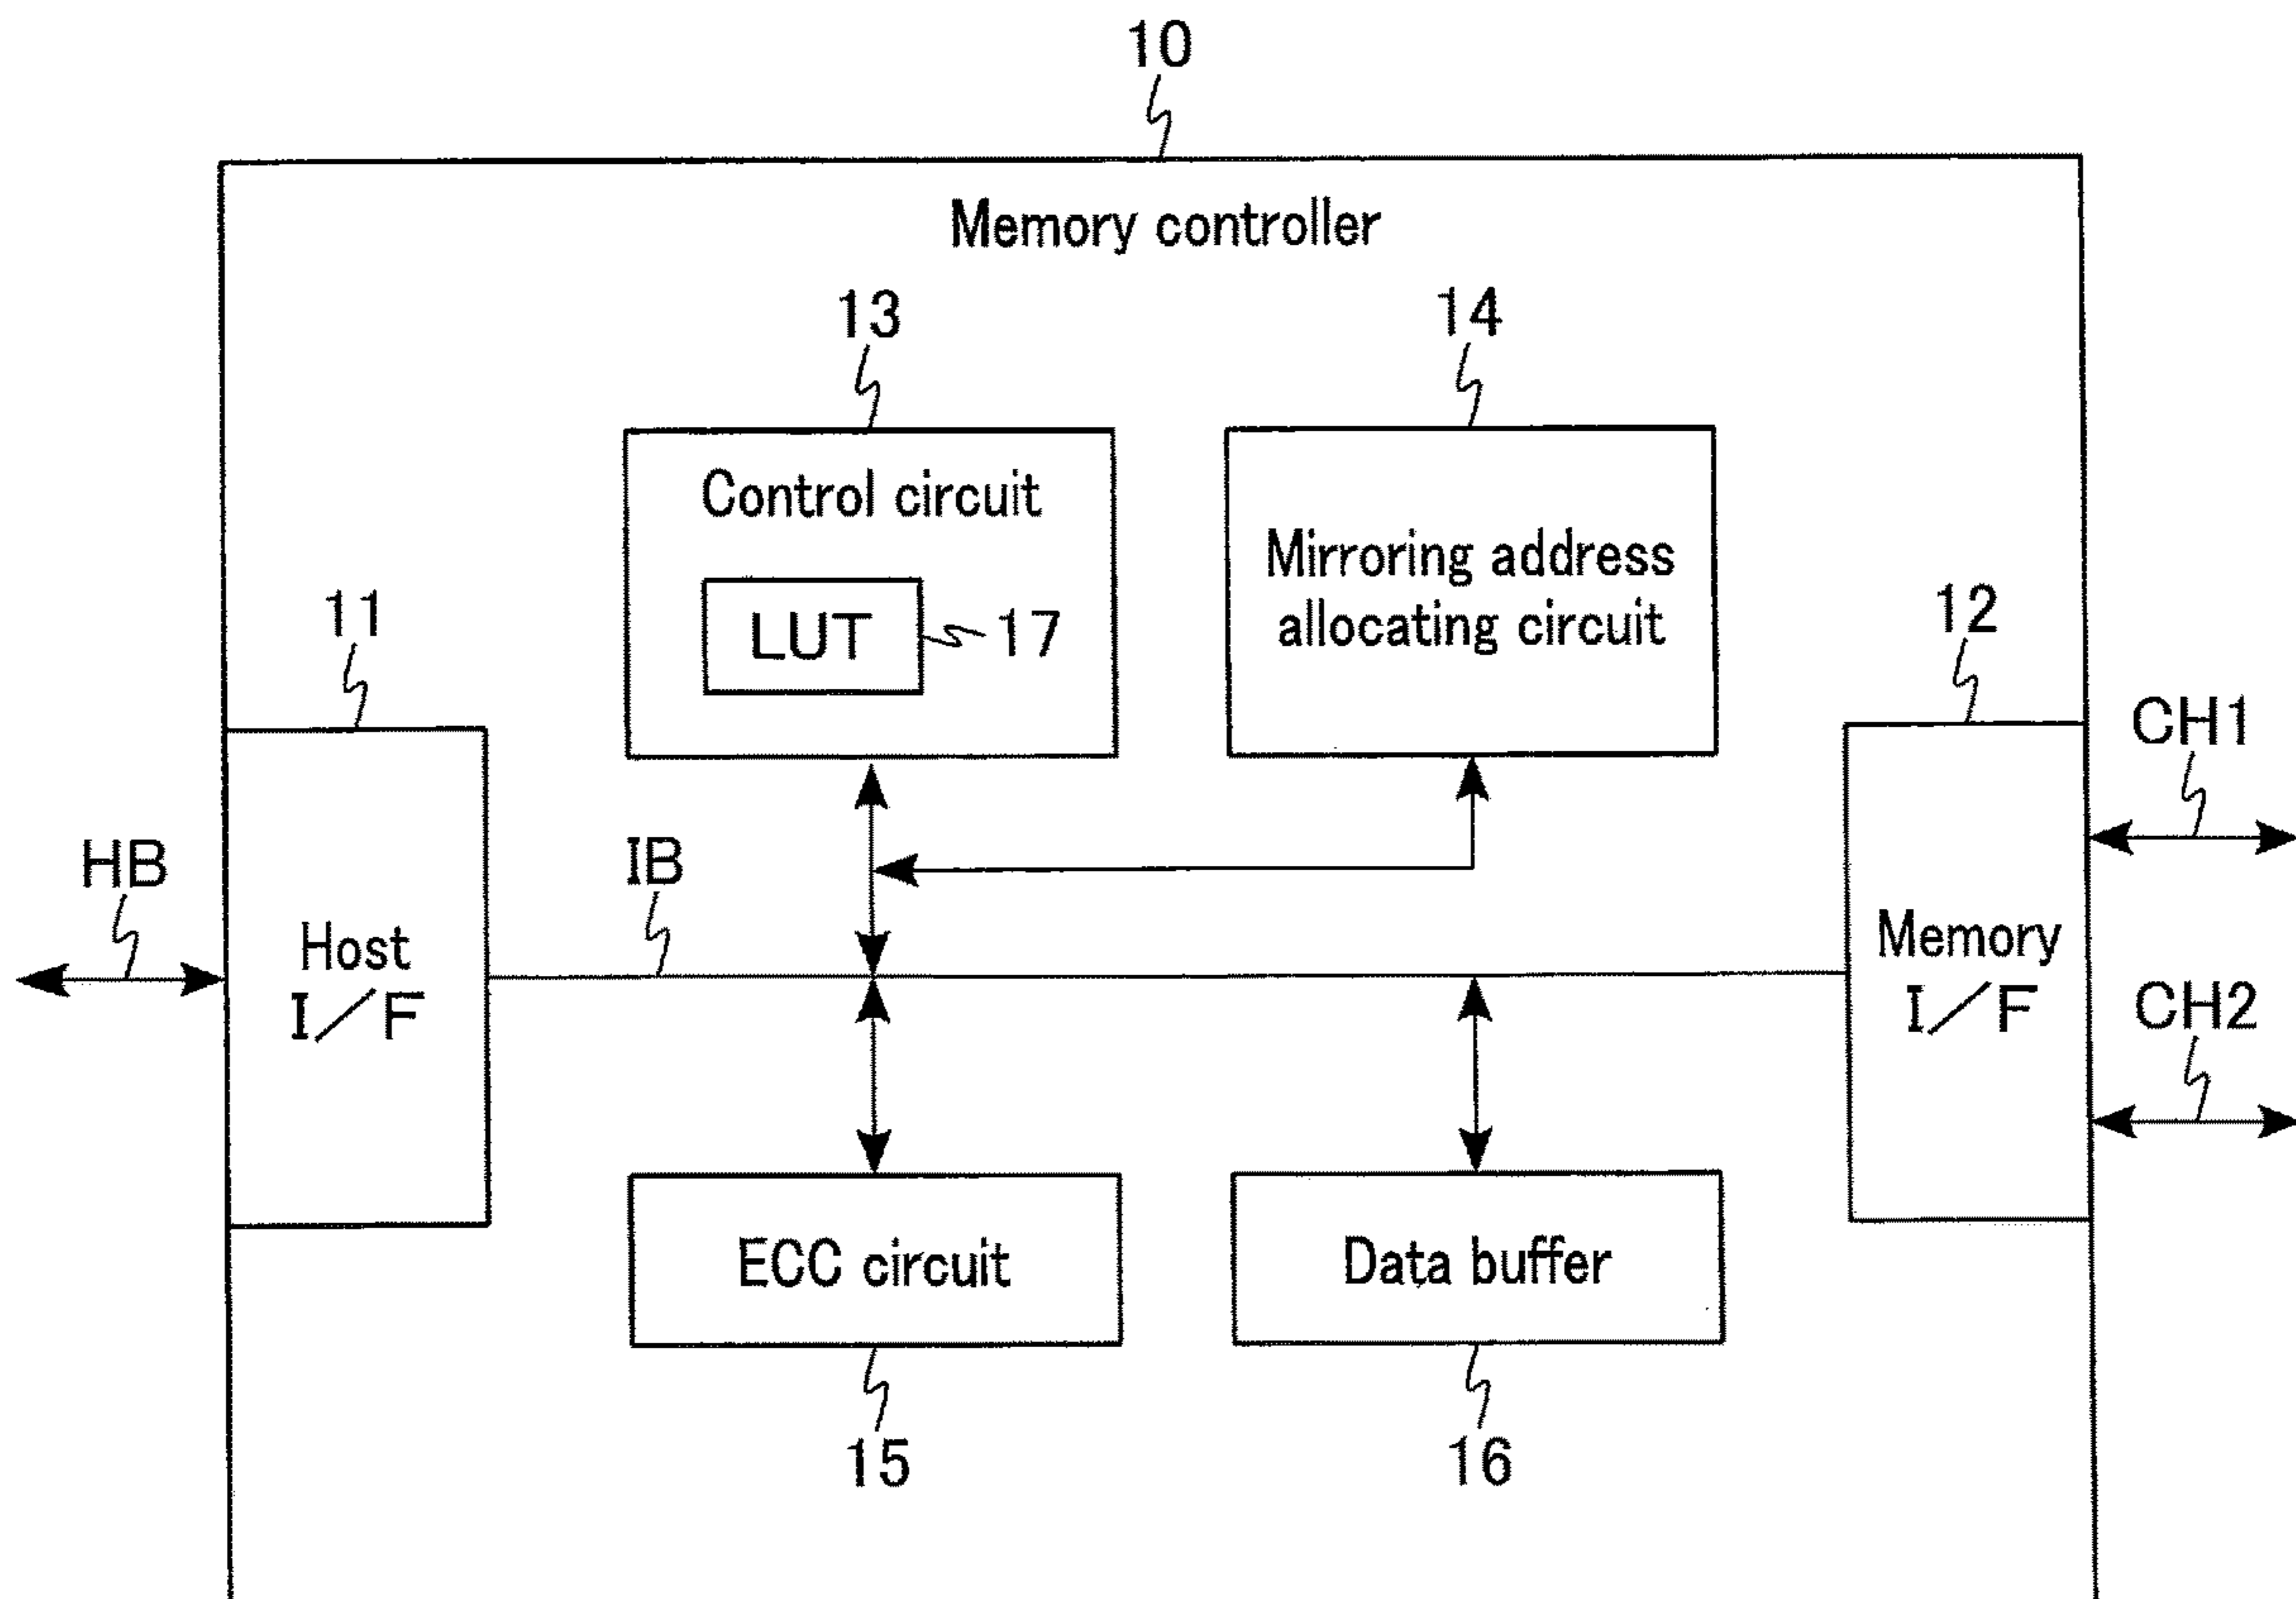 10
Memory controller
13
14
Control circuit
LUT
17
Mirroring address
allocating circuit
11
12
CH1
HB
IB
Host
I/F
Memory
I/F
CH2
ECC circuit
Data buffer
15
16